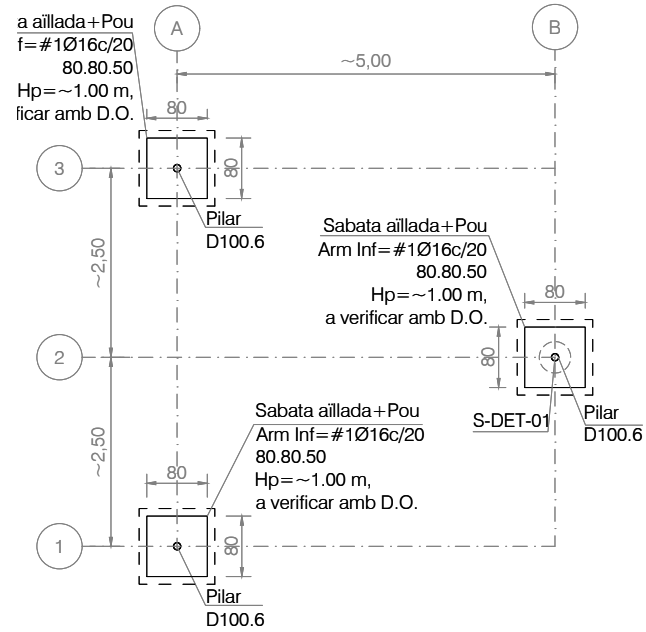 A
B
a aïllada+Pou
f=#1Ø16c/20
80.80.50
Hp=~1.00 m,
ficar amb D.O.
~5,00
80
80
3
Pilar
D100.6
~2,50
Sabata aïllada+Pou
Arm Inf=#1Ø16c/20
80.80.50
Hp=~1.00 m,
a verificar amb D.O.
80
80
2
S-DET-01
Pilar
D100.6
~2,50
Sabata aïllada+Pou
Arm Inf=#1Ø16c/20
80.80.50
Hp=~1.00 m,
a verificar amb D.O.
80
80
1
Pilar
D100.6